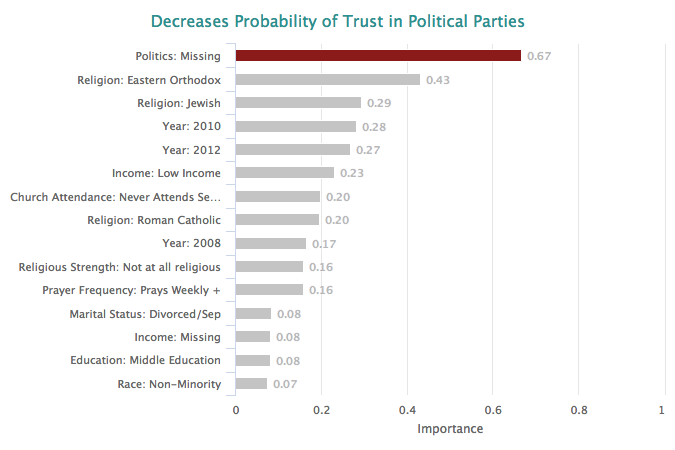 Decreases Probability of Trust in Political Parties
Politics: Missing 0.67
Religion: Eastern Orthodox 0.43
Religion: Jewish 0.29
Year: 2010 0.28
Year: 2012 0.27
Income: Low Income 0.23
Church Attendance: Never Attends Se... 0.20
Religion: Roman Catholic 0.20
Year: 2008 0.17
Religious Strength: Not at all religious 0.16
Prayer Frequency: Prays Weekly + 0.16
Marital Status: Divorced/Sep 0.08
Income: Missing 0.08
Education: Middle Education 0.08
Race: Non-Minority 0.07
0 0.2 0.4 0.6 0.8 1
Importance